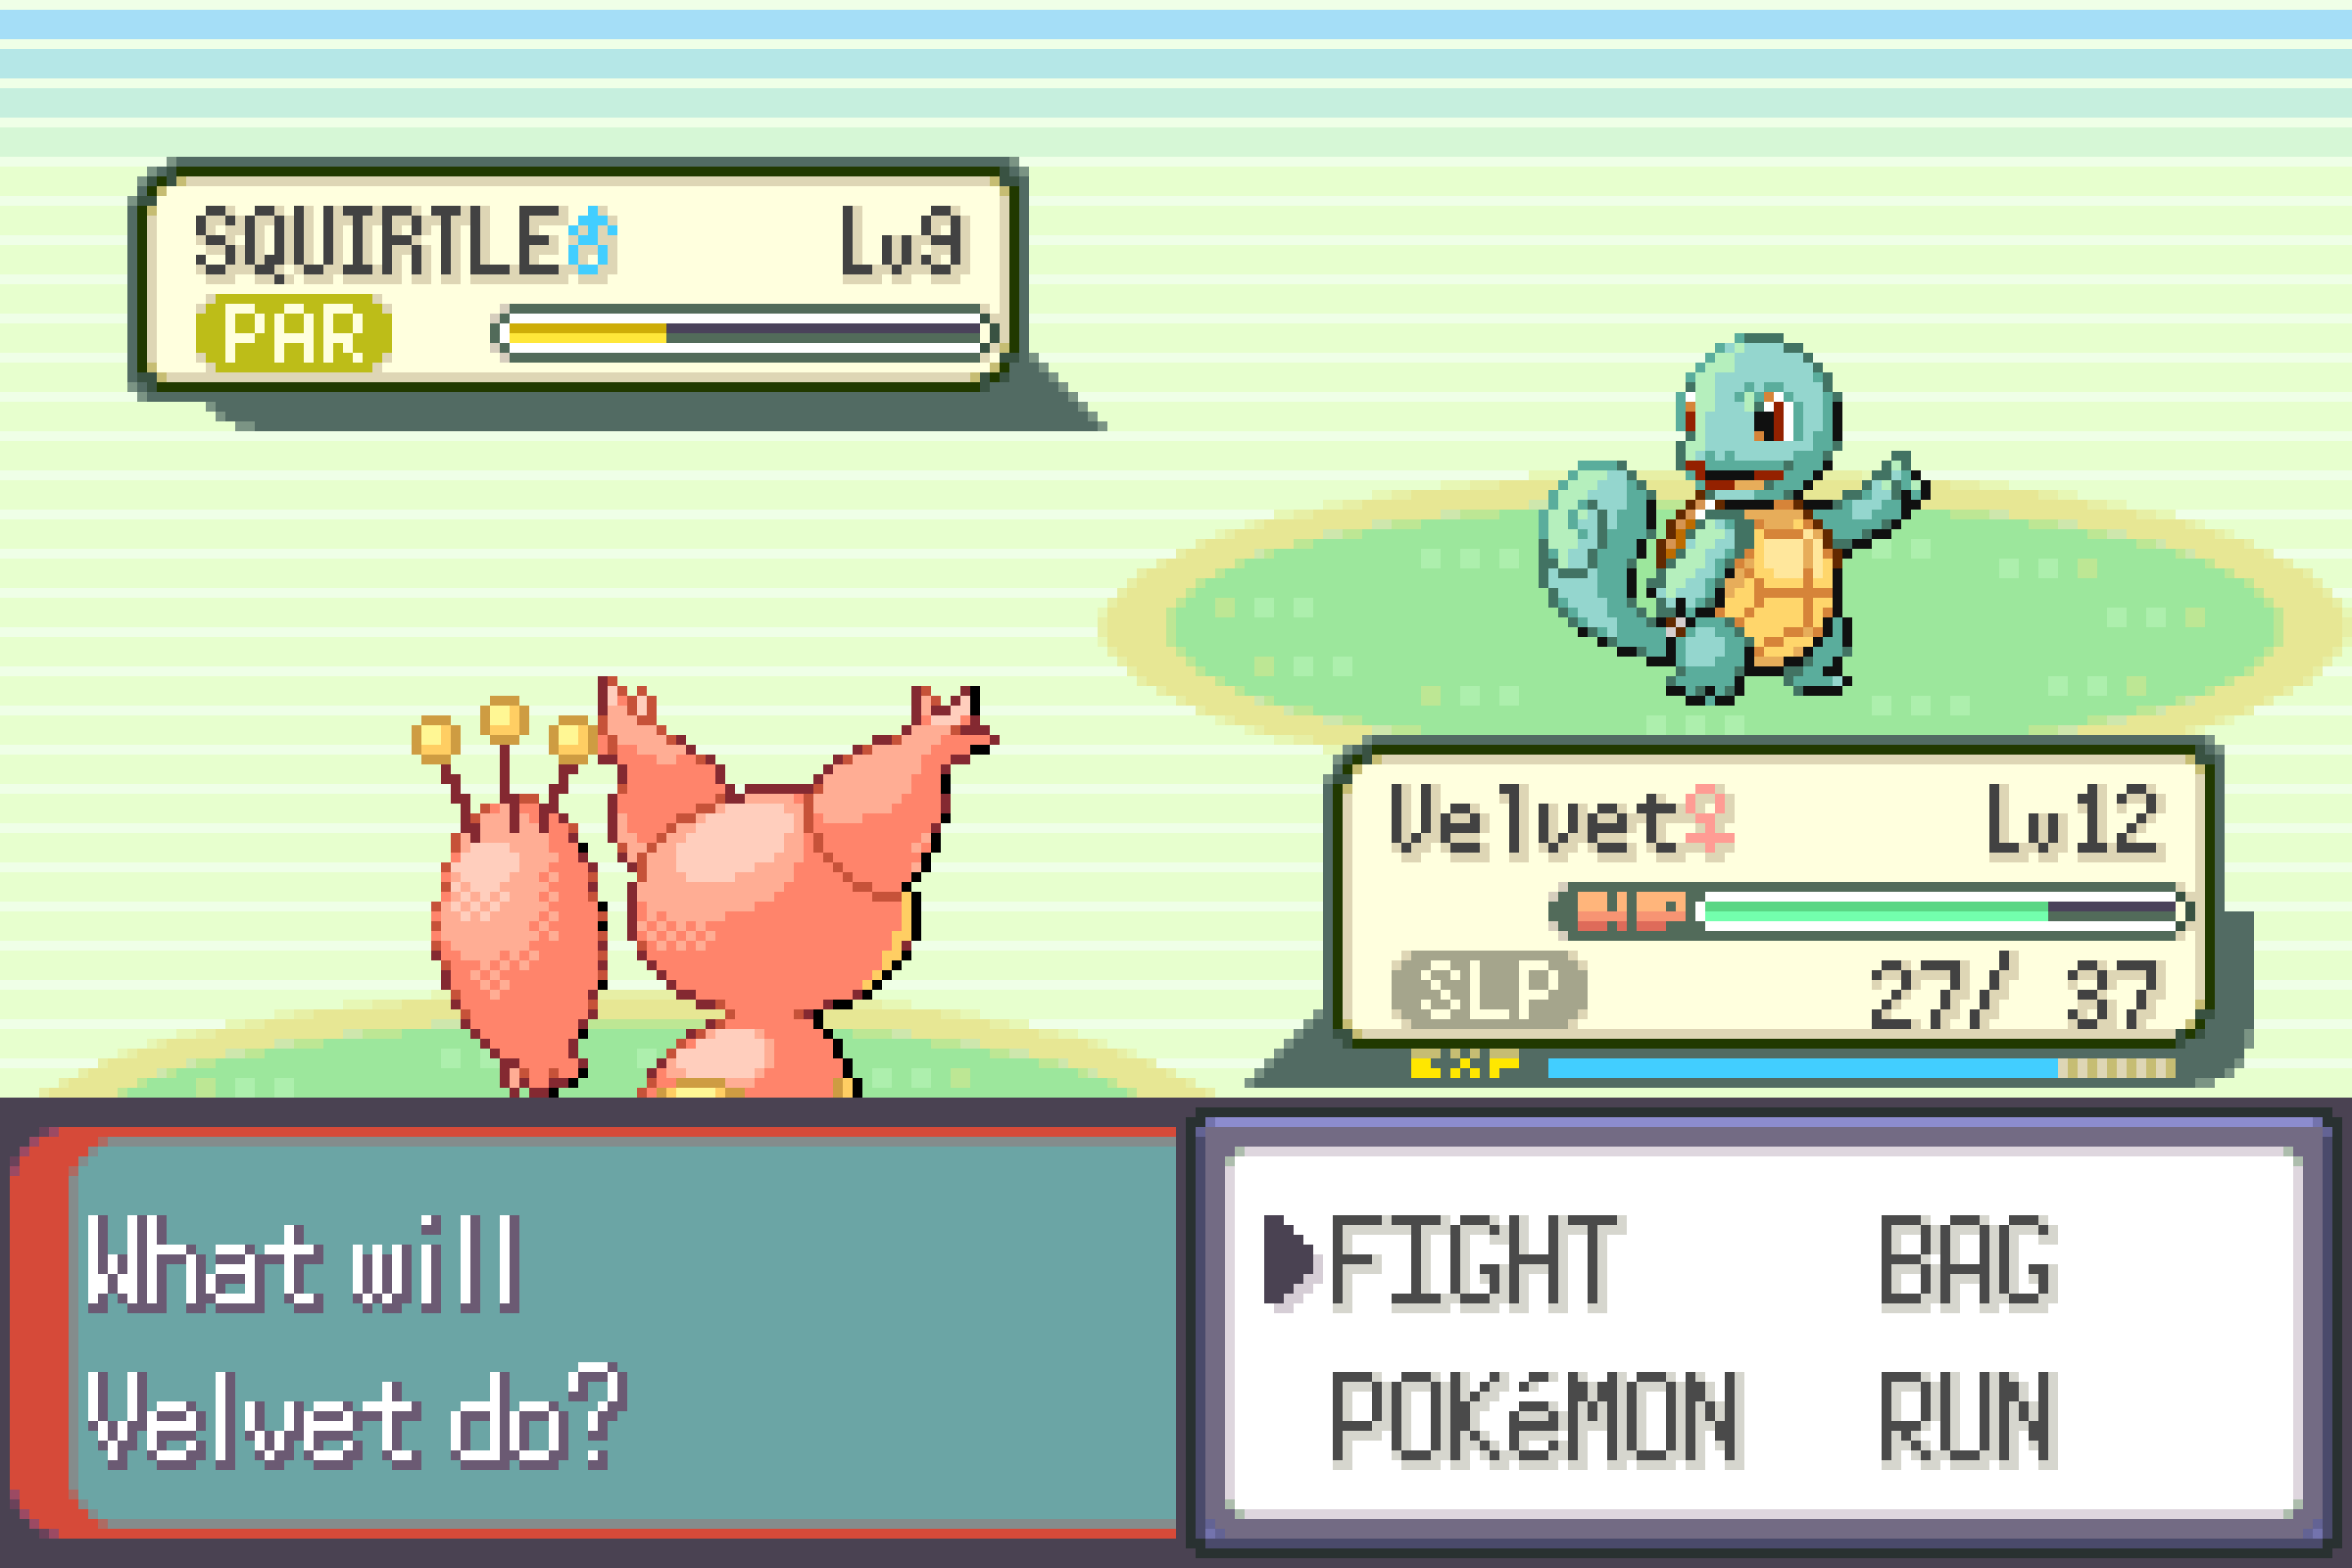 SQUIRTLE♂ Lv9
PAR
Velvet♀ Lv12
HP
SLP 27/ 37
EXP
What will
Velvet do?
FIGHT BAG
POKéMON RUN